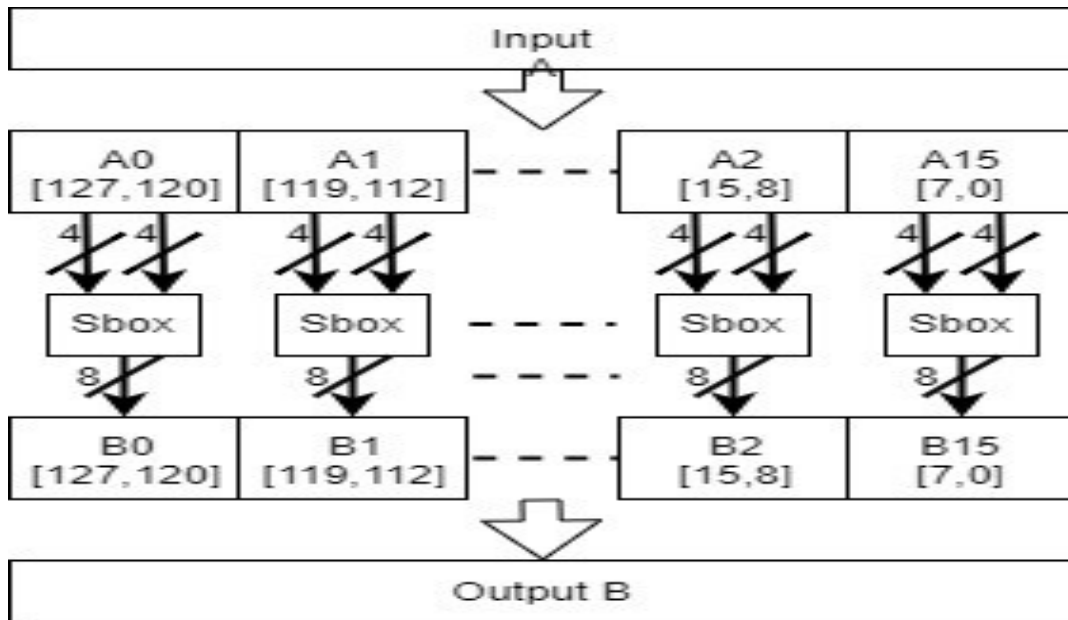 Input
A
A0 A1 A2 A15
[127,120] [119,112] [15,8] [7,0]
4 4 4 4 4 4 4 4
Sbox Sbox Sbox Sbox
8 8 8 8
B0 B1 B2 B15
[127,120] [119,112] [15,8] [7,0]
Output B